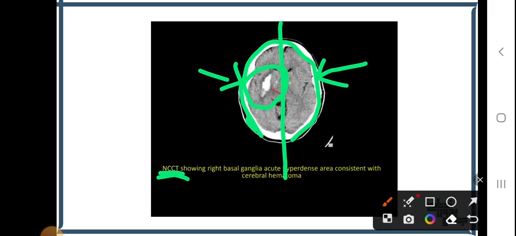 NCCT showing right basal ganglia acute hyperdense area consistent with
cerebral hematoma